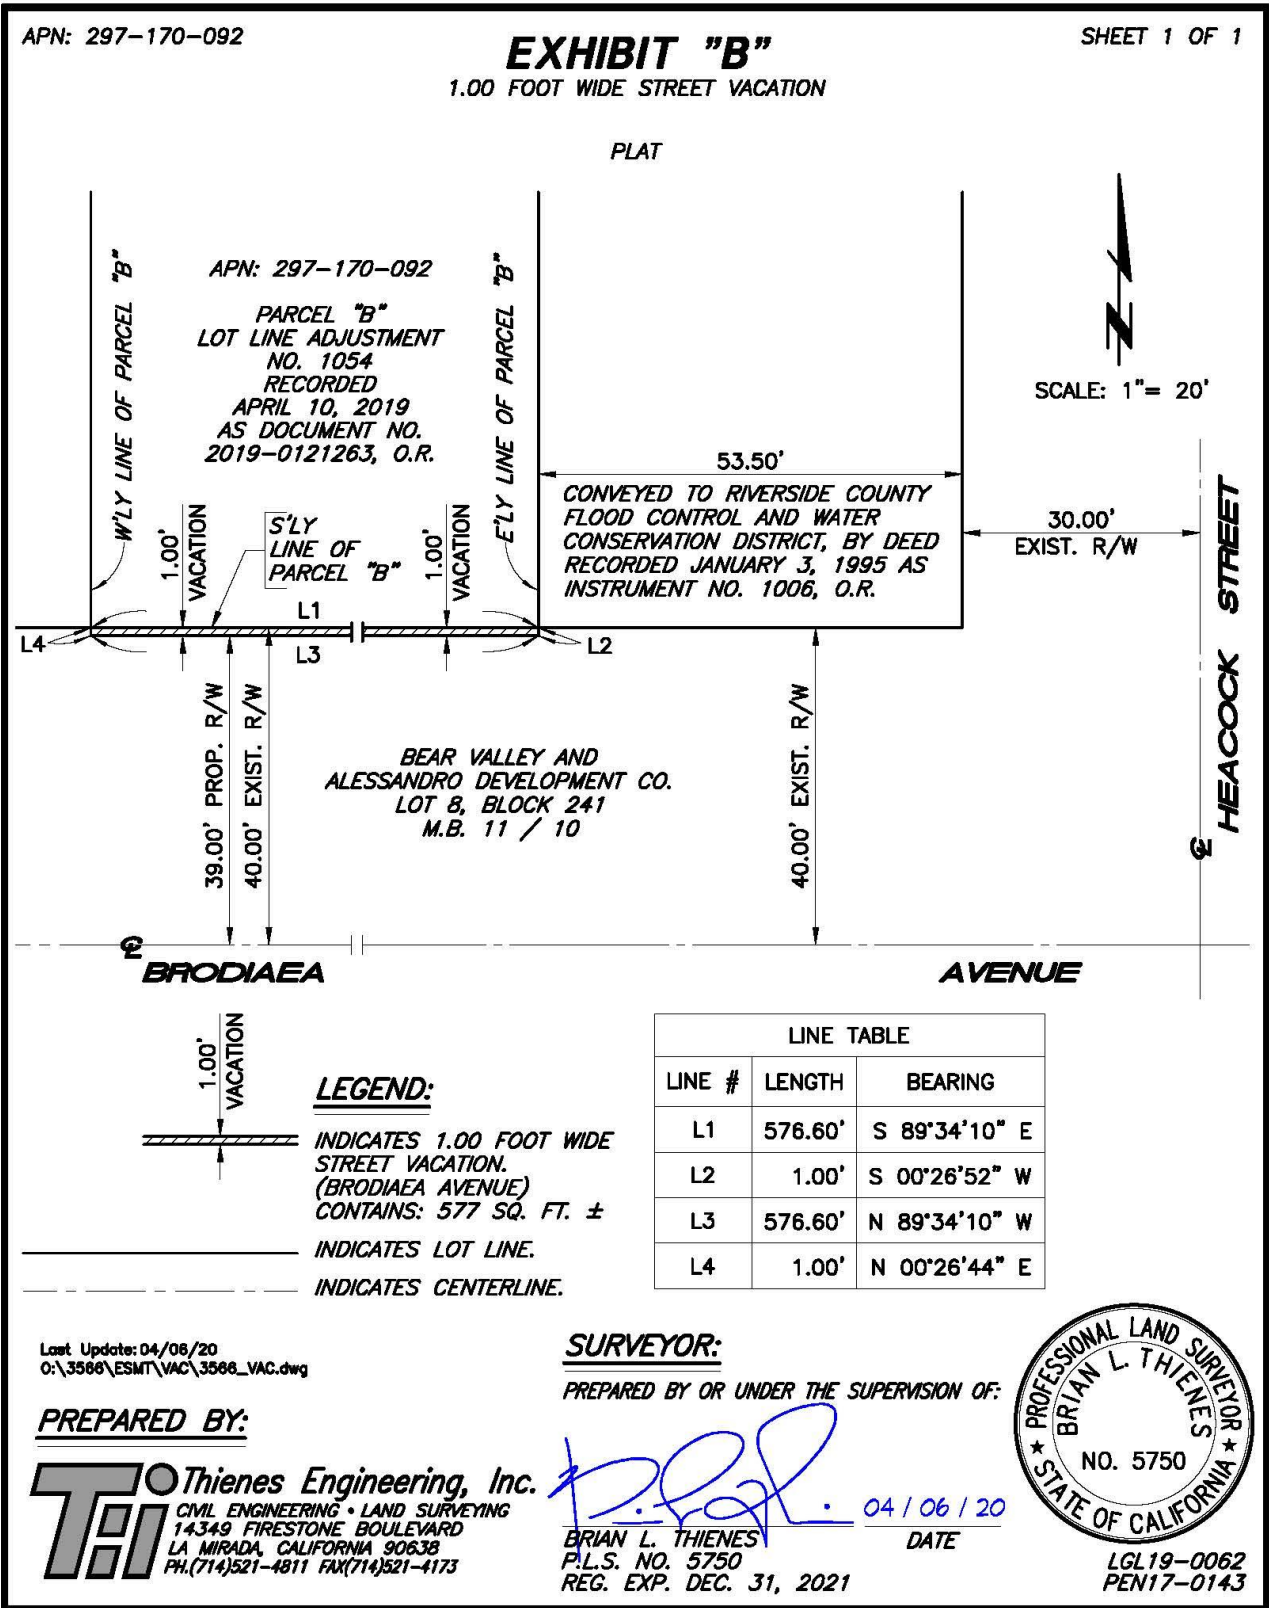 APN: 297-170-092
SHEET 1 OF 1
EXHIBIT "B"
1.00 FOOT WIDE STREET VACATION
PLAT
W'LY LINE OF PARCEL "B"
APN: 297-170-092
PARCEL "B"
LOT LINE ADJUSTMENT
NO. 1054
RECORDED
APRIL 10, 2019
AS DOCUMENT NO.
2019-0121263, O.R.
E'LY LINE OF PARCEL "B"
N
SCALE: 1"= 20'
53.50'
CONVEYED TO RIVERSIDE COUNTY
FLOOD CONTROL AND WATER
CONSERVATION DISTRICT, BY DEED
RECORDED JANUARY 3, 1995 AS
INSTRUMENT NO. 1006, O.R.
30.00'
EXIST. R/W
HEACOCK STREET
℄
1.00'
VACATION
S'LY
LINE OF
PARCEL "B"
1.00'
VACATION
L1
L4
L3
L2
39.00' PROP. R/W
40.00' EXIST. R/W
BEAR VALLEY AND
ALESSANDRO DEVELOPMENT CO.
LOT 8, BLOCK 241
M.B. 11 / 10
40.00' EXIST. R/W
℄
BRODIAEA AVENUE
1.00'
VACATION
LEGEND:
INDICATES 1.00 FOOT WIDE
STREET VACATION.
(BRODIAEA AVENUE)
CONTAINS: 577 SQ. FT. ±
INDICATES LOT LINE.
INDICATES CENTERLINE.
LINE TABLE
LINE # LENGTH BEARING
L1 576.60' S 89°34'10" E
L2 1.00' S 00°26'52" W
L3 576.60' N 89°34'10" W
L4 1.00' N 00°26'44" E
Last Update: 04/06/20
O:\3566\ESMT\VAC\3566_VAC.dwg
PREPARED BY:
THI
Thienes Engineering, Inc.
CIVIL ENGINEERING • LAND SURVEYING
14349 FIRESTONE BOULEVARD
LA MIRADA, CALIFORNIA 90638
PH.(714)521-4811 FAX(714)521-4173
SURVEYOR:
PREPARED BY OR UNDER THE SUPERVISION OF:
04 / 06 / 20
BRIAN L. THIENES
DATE
P.L.S. NO. 5750
REG. EXP. DEC. 31, 2021
PROFESSIONAL LAND SURVEYOR
BRIAN L. THIENES
NO. 5750
★ STATE OF CALIFORNIA ★
LGL19-0062
PEN17-0143